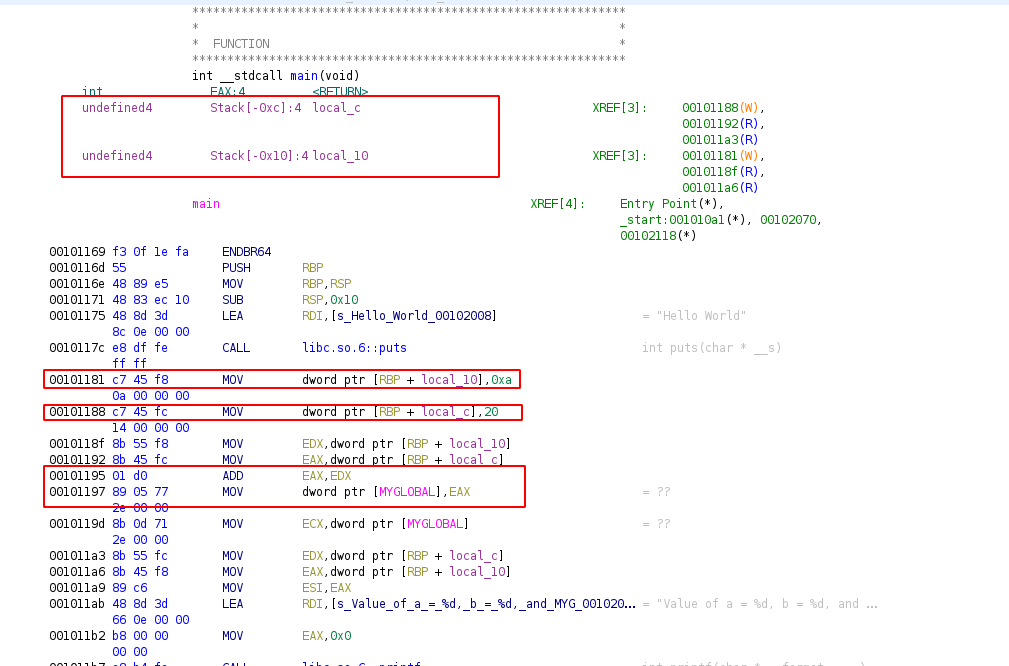 *************************************************************
* *
* FUNCTION *
*************************************************************
int __stdcall main(void)
int EAX:4 <RETURN>
undefined4 Stack[-0xc]:4 local_c XREF[3]: 00101188(W),
00101192(R),
001011a3(R)
undefined4 Stack[-0x10]:4 local_10 XREF[3]: 00101181(W),
0010118f(R),
001011a6(R)
main XREF[4]: Entry Point(*),
_start:001010a1(*), 00102070,
00102118(*)
00101169 f3 0f 1e fa ENDBR64
0010116d 55 PUSH RBP
0010116e 48 89 e5 MOV RBP,RSP
00101171 48 83 ec 10 SUB RSP,0x10
00101175 48 8d 3d LEA RDI,[s_Hello_World_00102008] = "Hello World"
8c 0e 00 00
0010117c e8 df fe CALL libc.so.6::puts int puts(char * __s)
ff ff
00101181 c7 45 f8 MOV dword ptr [RBP + local_10],0xa
0a 00 00 00
00101188 c7 45 fc MOV dword ptr [RBP + local_c],20
14 00 00 00
0010118f 8b 55 f8 MOV EDX,dword ptr [RBP + local_10]
00101192 8b 45 fc MOV EAX,dword ptr [RBP + local_c]
00101195 01 d0 ADD EAX,EDX
00101197 89 05 77 MOV dword ptr [MYGLOBAL],EAX = ??
2e 00 00
0010119d 8b 0d 71 MOV ECX,dword ptr [MYGLOBAL] = ??
2e 00 00
001011a3 8b 55 fc MOV EDX,dword ptr [RBP + local_c]
001011a6 8b 45 f8 MOV EAX,dword ptr [RBP + local_10]
001011a9 89 c6 MOV ESI,EAX
001011ab 48 8d 3d LEA RDI,[s_Value_of_a_=_%d,_b_=_%d,_and_MYG_001020... = "Value of a = %d, b = %d, and ...
66 0e 00 00
001011b2 b8 00 00 MOV EAX,0x0
00 00